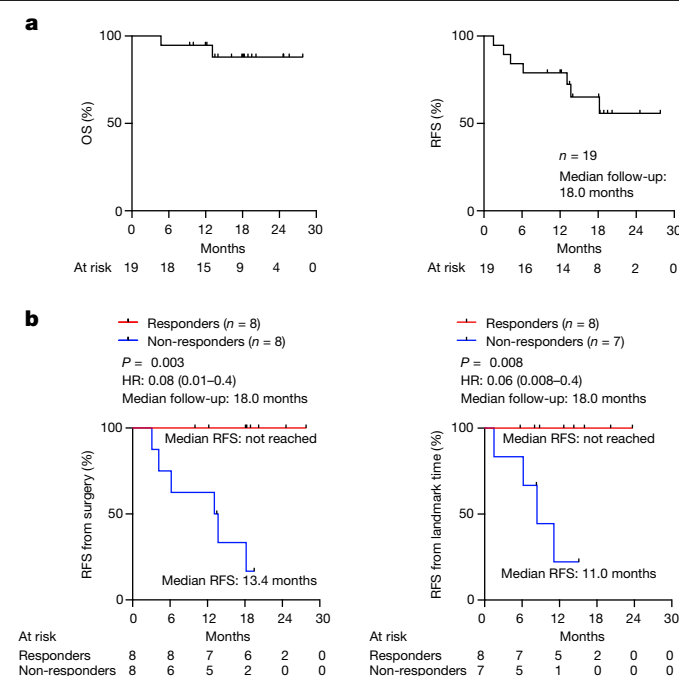 a
100
50
0
OS (%)
0 6 12 18 24 30
Months
At risk 19 18 15 9 4 0
100
50
0
RFS (%)
n = 19
Median follow-up:
18.0 months
0 6 12 18 24 30
Months
At risk 19 16 14 8 2 0
b
Responders (n = 8)
Non-responders (n = 8)
P = 0.003
HR: 0.08 (0.01–0.4)
Median follow-up: 18.0 months
100
50
0
RFS from surgery (%)
Median RFS: not reached
Median RFS: 13.4 months
0 6 12 18 24 30
At risk Months
Responders 8 8 7 6 2 0
Non-responders 8 6 5 2 0 0
Responders (n = 8)
Non-responders (n = 7)
P = 0.008
HR: 0.06 (0.008–0.4)
Median follow-up: 18.0 months
100
50
0
RFS from landmark time (%)
Median RFS: not reached
Median RFS: 11.0 months
0 6 12 18 24 30
At risk Months
Responders 8 7 5 2 0 0
Non-responders 7 5 1 0 0 0